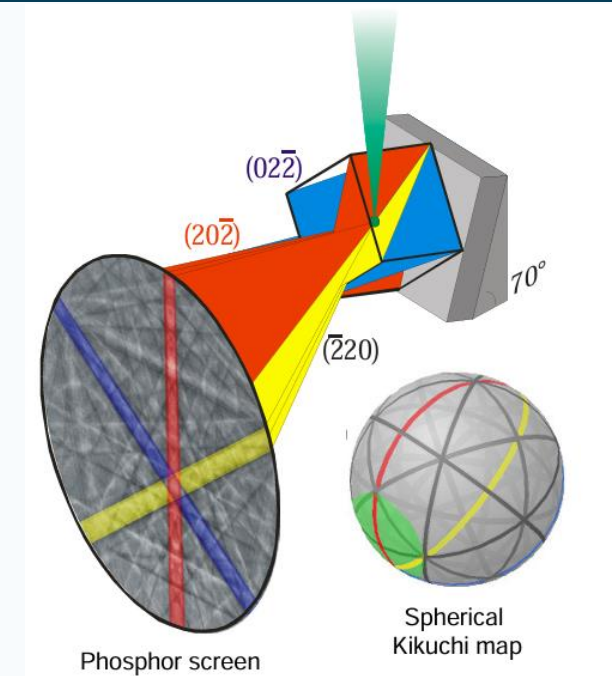 (022̅)
(202̅)
70°
(2̅20)
Spherical
Kikuchi map
Phosphor screen